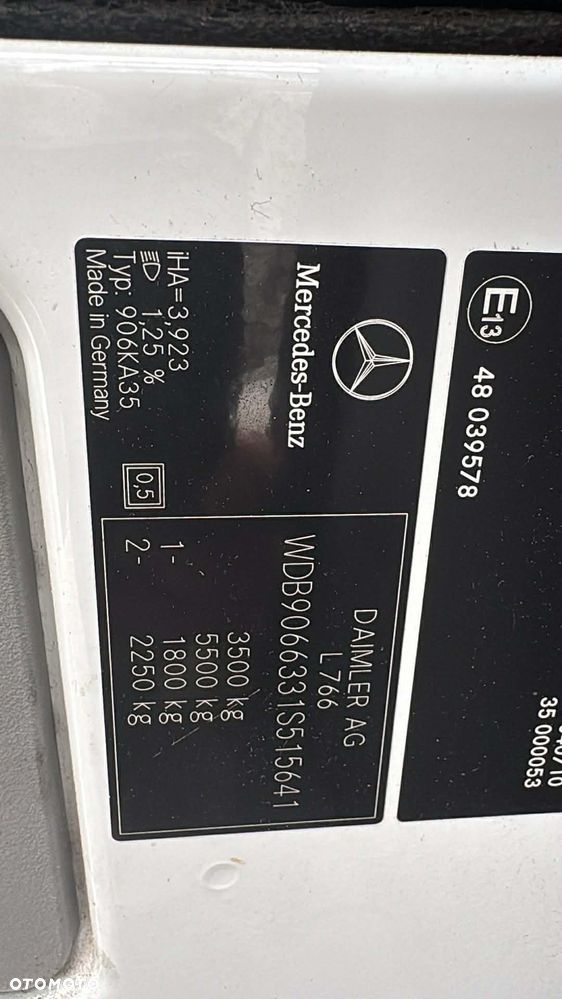 E13
48 039578
35 000053
Mercedes-Benz
iHA=3,923
1,25 %
Typ: 906KA35
Made in Germany
0,5
DAIMLER AG
L 766
WDB9066331S515641
3500 kg
5500 kg
1- 1800 kg
2- 2250 kg
OTOMOTO